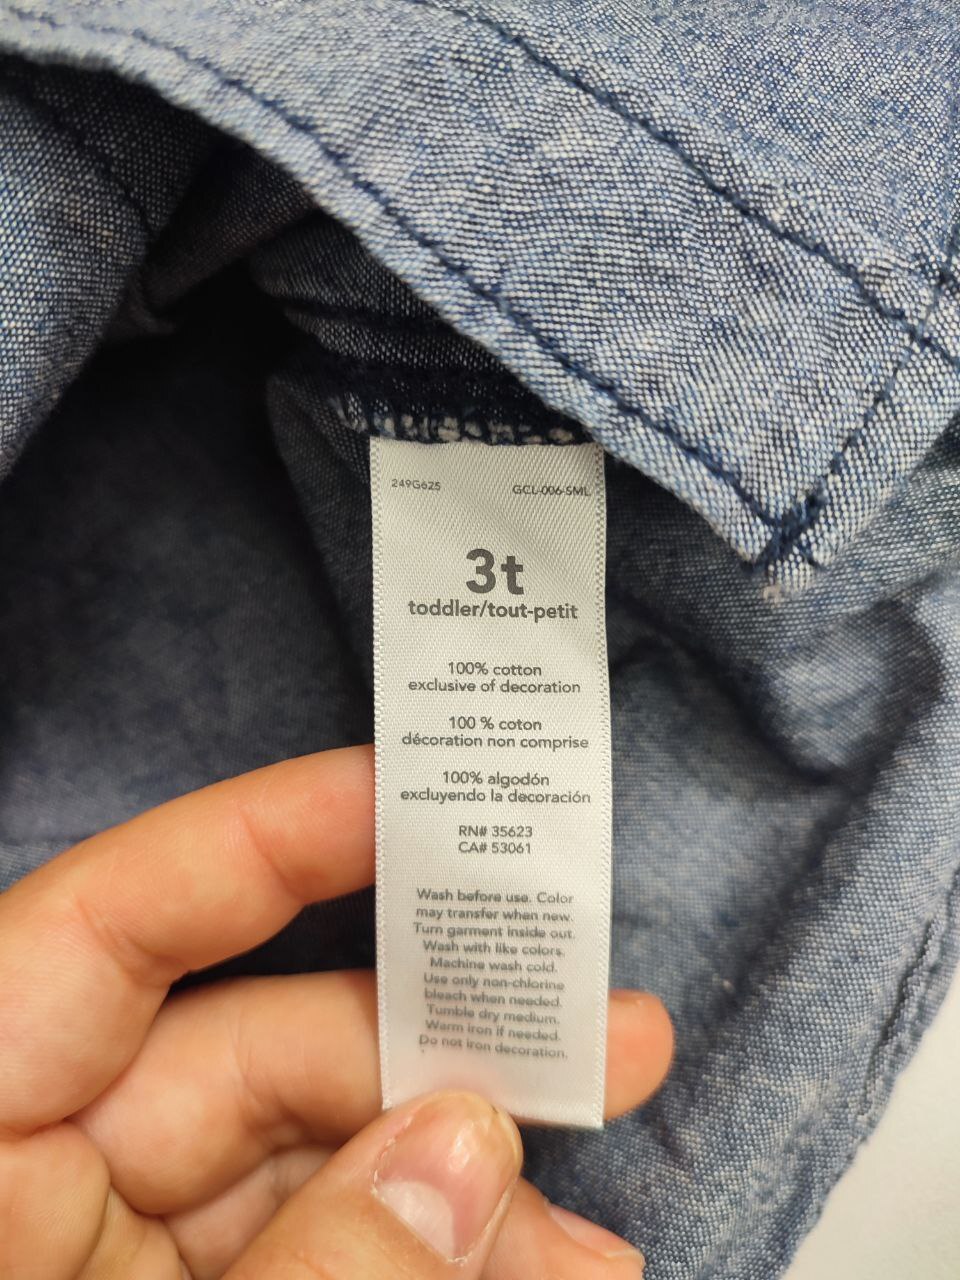 249G625 GCL-006-SML
3t
toddler/tout-petit
100% cotton
exclusive of decoration
100 % coton
décoration non comprise
100% algodón
excluyendo la decoración
RN# 35623
CA# 53061
Wash before use. Color
may transfer when new.
Turn garment inside out.
Wash with like colors.
Machine wash cold.
Use only non-chlorine
bleach when needed.
Tumble dry medium.
Warm iron if needed.
Do not iron decoration.